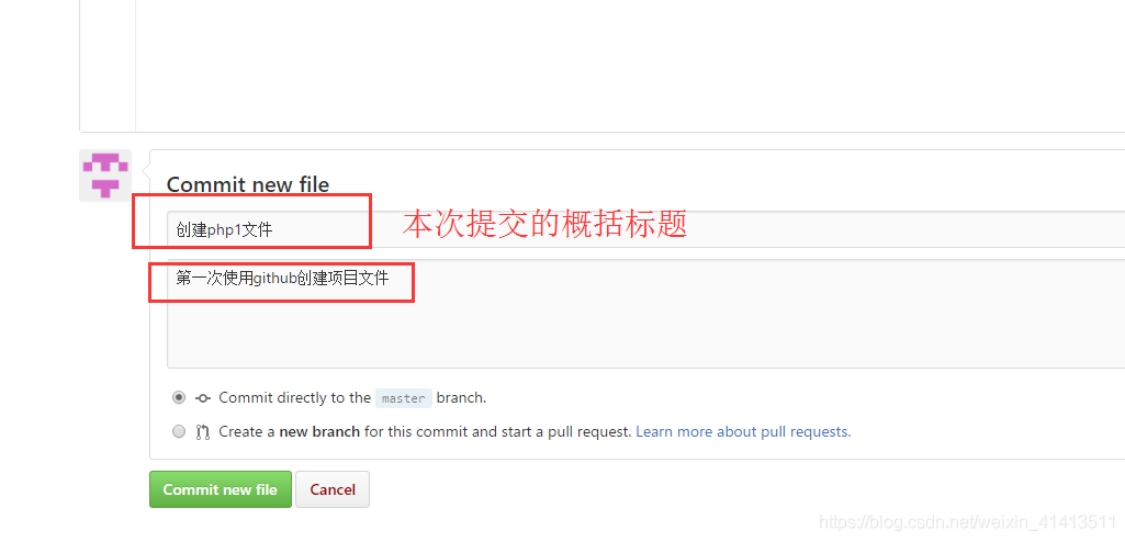 Commit new file
创建php1文件
本次提交的概括标题
第一次使用github创建项目文件
Commit directly to the master branch.
Create a new branch for this commit and start a pull request. Learn more about pull requests.
Commit new file Cancel
https://blog.csdn.net/weixin_41413511